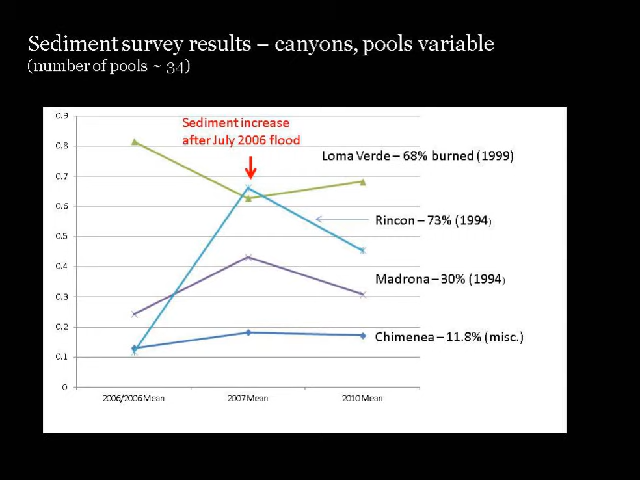 Sediment survey results – canyons, pools variable
(number of pools ~ 34)
0.9
Sediment increase
after July 2006 flood
0.8
Loma Verde – 68% burned (1999)
0.7
0.6
Rincon – 73% (1994)
0.5
0.4
Madrona – 30% (1994)
0.3
0.2
Chimenea – 11.8% (misc.)
0.1
0
2006/2006 Mean
2007 Mean
2010 Mean